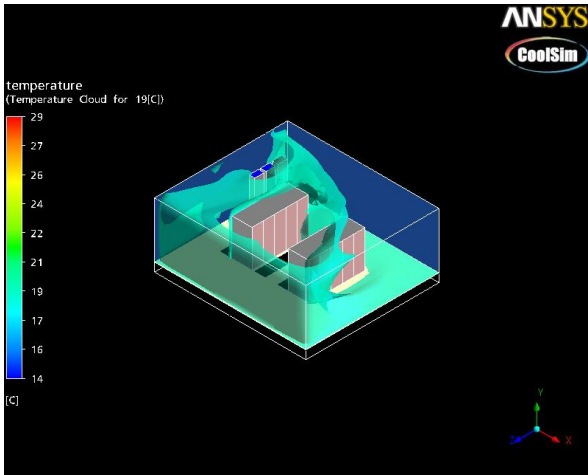 ANSYS
CoolSim
temperature
(Temperature Cloud for 19[C])
29
27
26
24
22
21
19
17
16
14
[C]
Y
Z
X